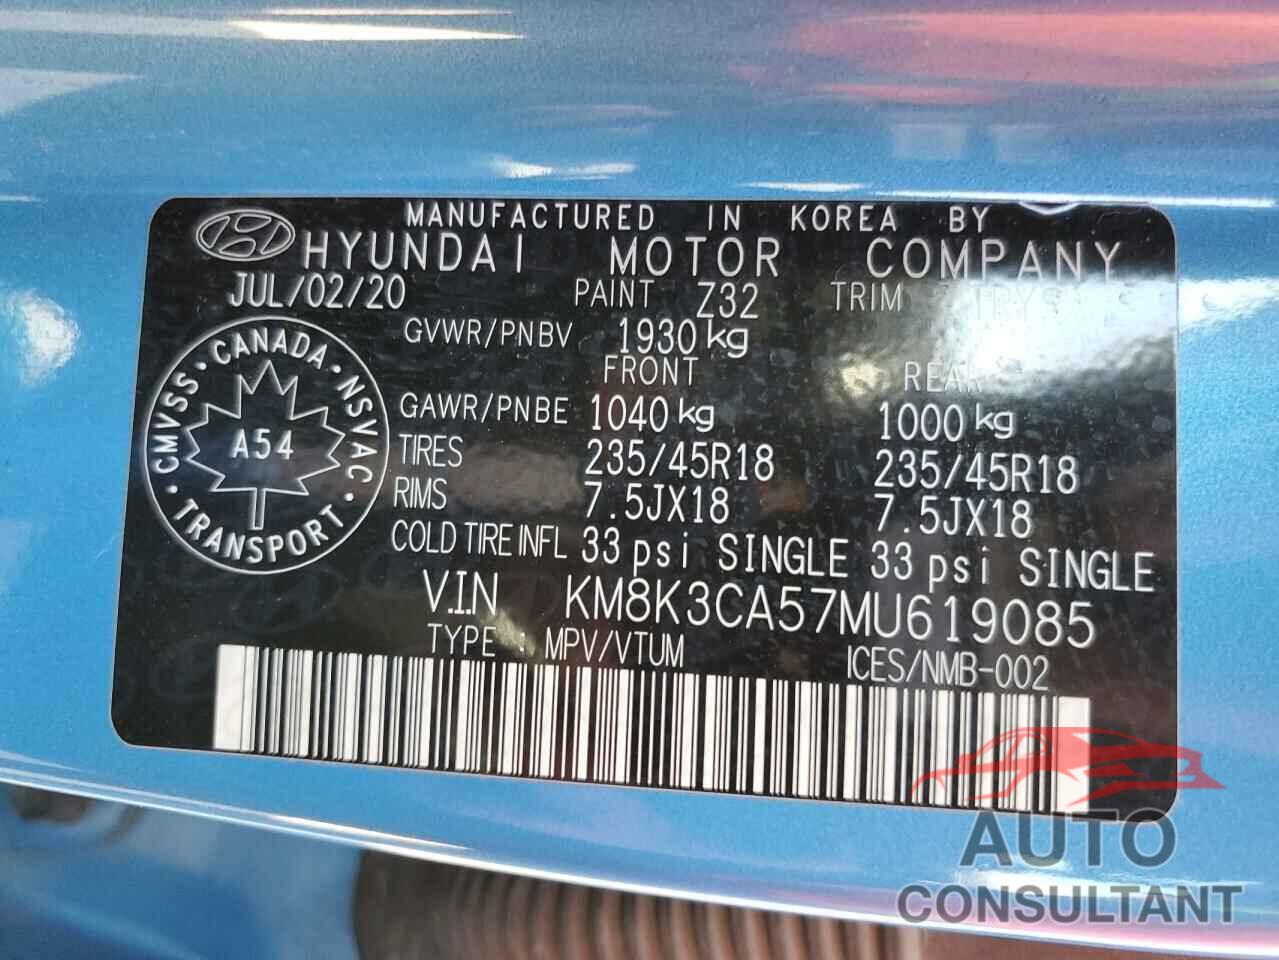 MANUFACTURED IN KOREA BY
HYUNDAI MOTOR COMPANY
JUL/02/20 PAINT Z32 TRIM TRY
GVWR/PNBV 1930 kg
FRONT REAR
GAWR/PNBE 1040 kg 1000 kg
TIRES 235/45R18 235/45R18
RIMS 7.5JX18 7.5JX18
COLD TIRE INFL 33 psi SINGLE 33 psi SINGLE
V.I.N KM8K3CA57MU619085
TYPE : MPV/VTUM ICES/NMB-002
CMVSS · CANADA · NSVAC · TRANSPORT ·
A54
AUTO
CONSULTANT